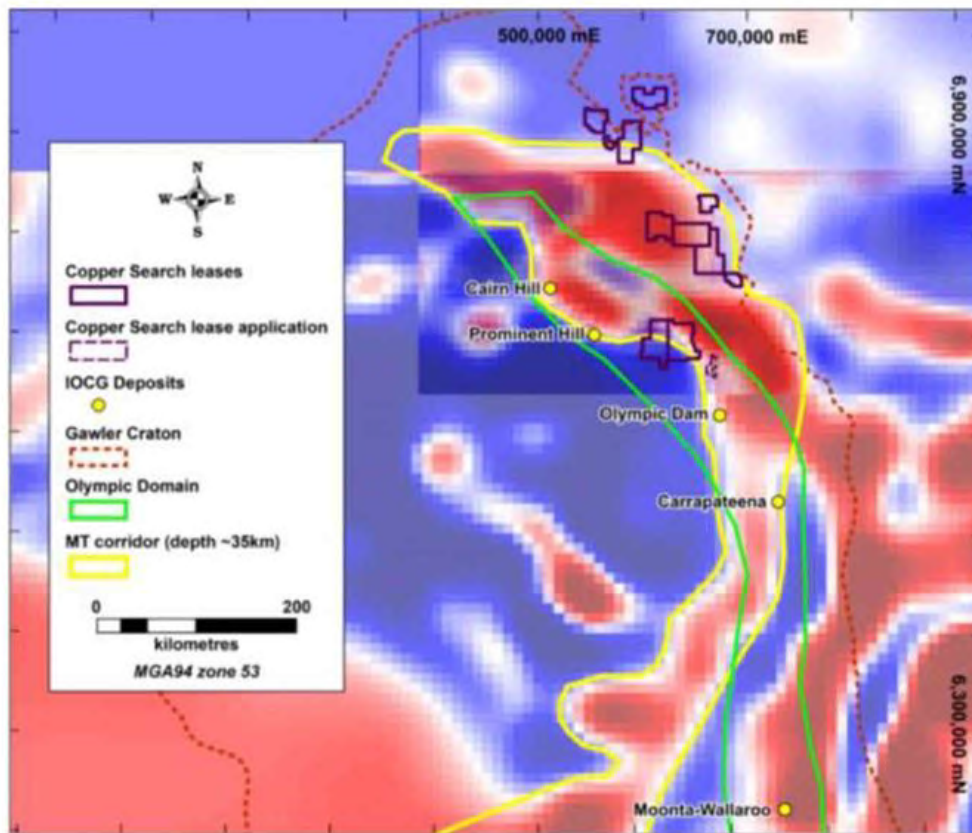 500,000 mE
700,000 mE
6,900,000 mN
N
W E
S
Copper Search leases
Copper Search lease application
IOCG Deposits
Gawler Craton
Olympic Domain
MT corridor (depth ~35km)
0 200
kilometres
MGA94 zone 53
Cairn Hill
Prominent Hill
Olympic Dam
Carrapateena
6,300,000 mN
Moonta-Wallaroo